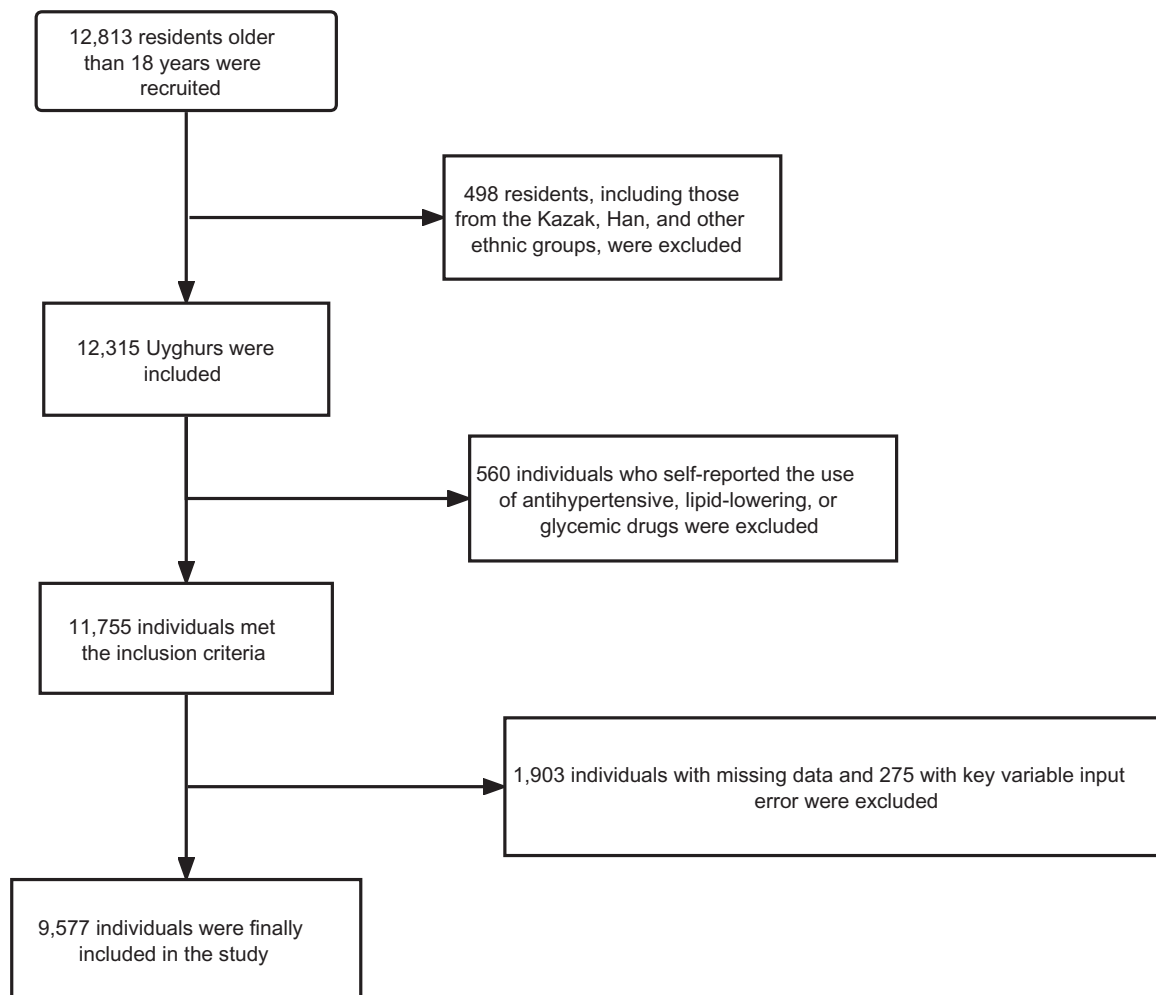 12,813 residents older
than 18 years were
recruited
498 residents, including those
from the Kazak, Han, and other
ethnic groups, were excluded
12,315 Uyghurs were
included
560 individuals who self-reported the use
of antihypertensive, lipid-lowering, or
glycemic drugs were excluded
11,755 individuals met
the inclusion criteria
1,903 individuals with missing data and 275 with key variable input
error were excluded
9,577 individuals were finally
included in the study